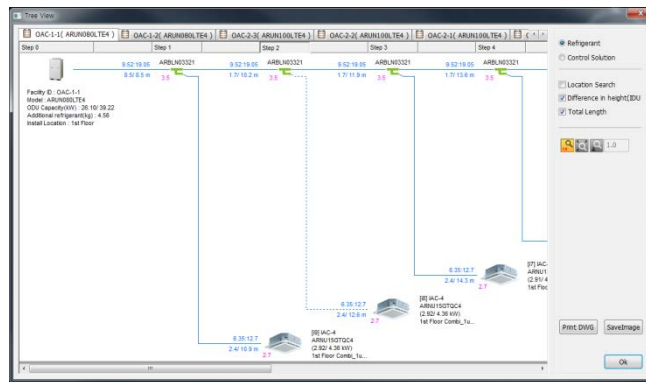 Tree View
OAC-1-1( ARUN080LTE4 )
OAC-1-2( ARUN080LTE4 )
OAC-2-3( ARUN100LTE4 )
OAC-2-2( ARUN100LTE4 )
OAC-2-1( ARUN100LTE4 )
Step 0
Step 1
Step 2
Step 3
Step 4
9.52:19.05
ARBLN03321
9.52:19.05
ARBLN03321
9.52:19.05
ARBLN03321
9.52:19.05
ARBLN03321
8.5/ 8.5 m
3.5
1.7/ 10.2 m
3.5
1.7/ 11.9 m
3.5
1.7/ 13.6 m
3.5
Facility ID : OAC-1-1
Model : ARUN080LTE4
ODU Capacity(kW) : 26.10/ 39.22
Additional refrigerant(kg) : 4.56
Install Location : 1st Floor
Refrigerant
Control Solution
Location Search
Difference in height(IDU
Total Length
1.0
6.35:12.7
2.4/ 14.3 m
2.7
[7] IAC-
ARNU1
(2.91/ 4
1st Floc
6.35:12.7
2.4/ 12.6 m
2.7
[8] IAC-4
ARNU15GTQC4
(2.92/ 4.36 kW)
1st Floor Combi_1u...
6.35:12.7
2.4/ 10.9 m
2.7
[9] IAC-4
ARNU15GTQC4
(2.92/ 4.36 kW)
1st Floor Combi_1u...
Print DWG
SaveImage
Ok